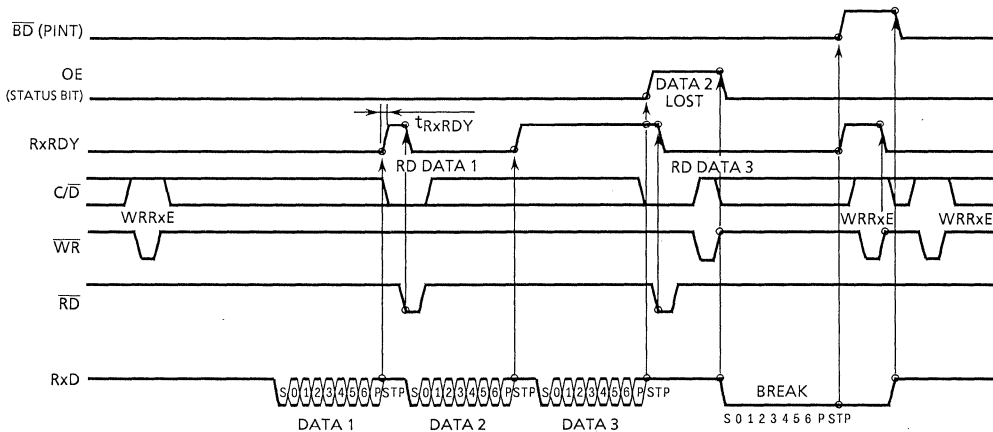 BD (PINT)
OE
(STATUS BIT)
DATA 2
LOST
tRxRDY
RxRDY
RD DATA 1
RD DATA 3
C/D
WRRxE
WRRxE
WRRxE
WR
RD
RxD
S 0 1 2 3 4 5 6 P STP
S 0 1 2 3 4 5 6 P STP
S 0 1 2 3 4 5 6 P STP
BREAK
S 0 1 2 3 4 5 6 P STP
DATA 1
DATA 2
DATA 3